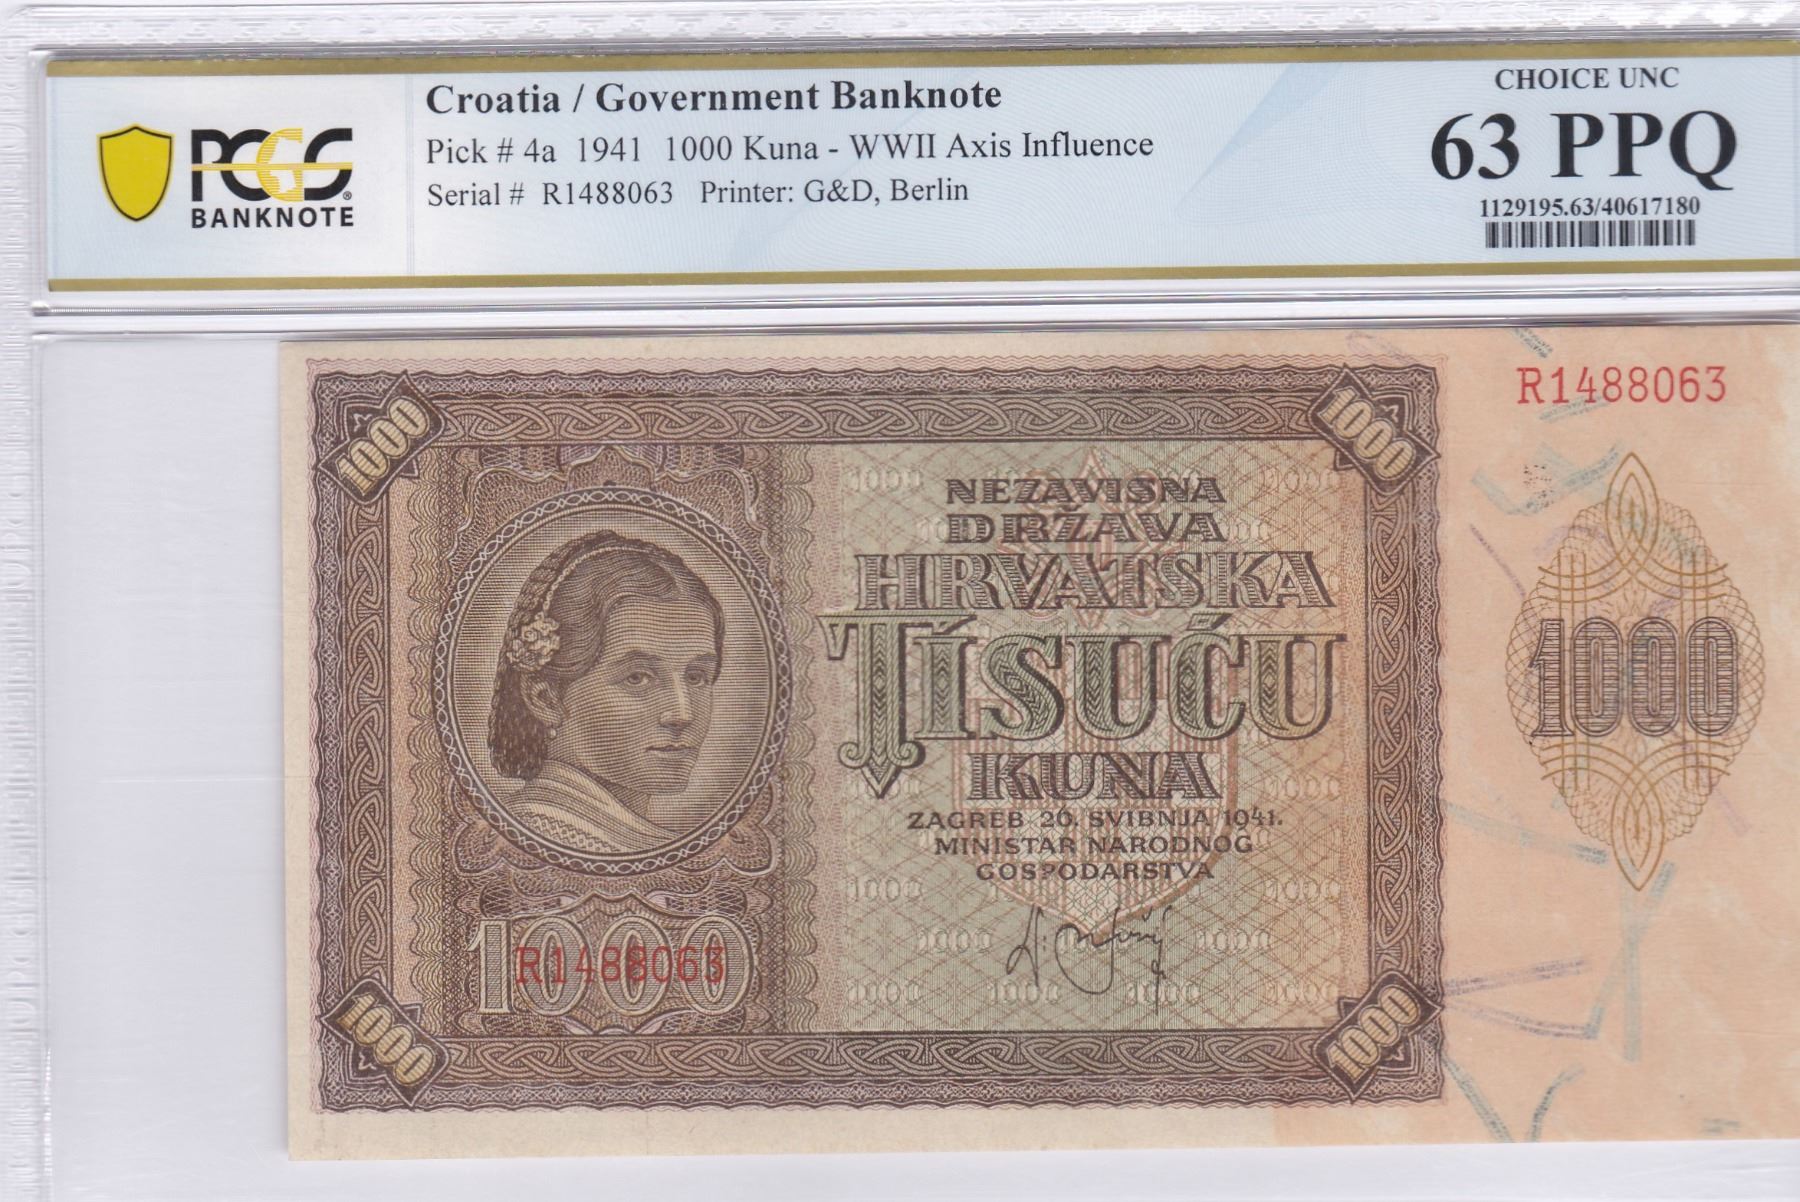 PCGS
BANKNOTE
Croatia / Government Banknote
Pick # 4a 1941 1000 Kuna - WWII Axis Influence
Serial # R1488063 Printer: G&D, Berlin
CHOICE UNC
63 PPQ
1129195.63/40617180
1000
1000
R1488063
NEZAVISNA
DRŽAVA
HRVATSKA
TISUĆU
KUNA
ZAGREB 26. SVIBNJA 1941.
MINISTAR NARODNOG
GOSPODARSTVA
1000
1000
R1488063
1000
1000